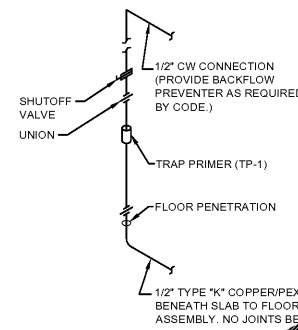 1/2" CW CONNECTION
(PROVIDE BACKFLOW
PREVENTER AS REQUIRED
BY CODE.)
SHUTOFF
VALVE
UNION
TRAP PRIMER (TP-1)
FLOOR PENETRATION
1/2" TYPE "K" COPPER/PEX
BENEATH SLAB TO FLOOR
ASSEMBLY. NO JOINTS BE